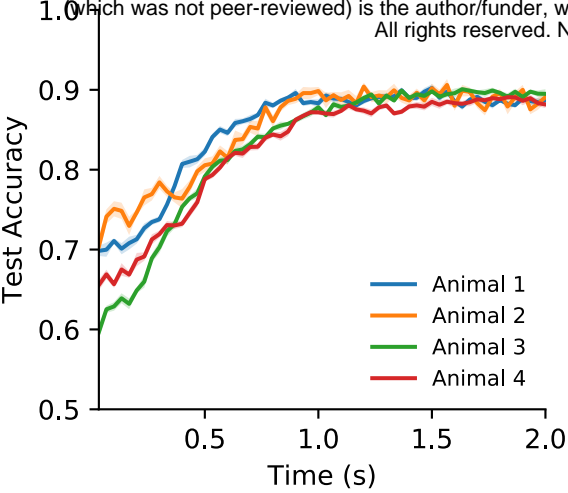 (which was not peer-reviewed) is the author/funder, w
All rights reserved. N
1.0
0.9
0.8
0.7
0.6
0.5
Test Accuracy
Animal 1
Animal 2
Animal 3
Animal 4
0.5 1.0 1.5 2.0
Time (s)